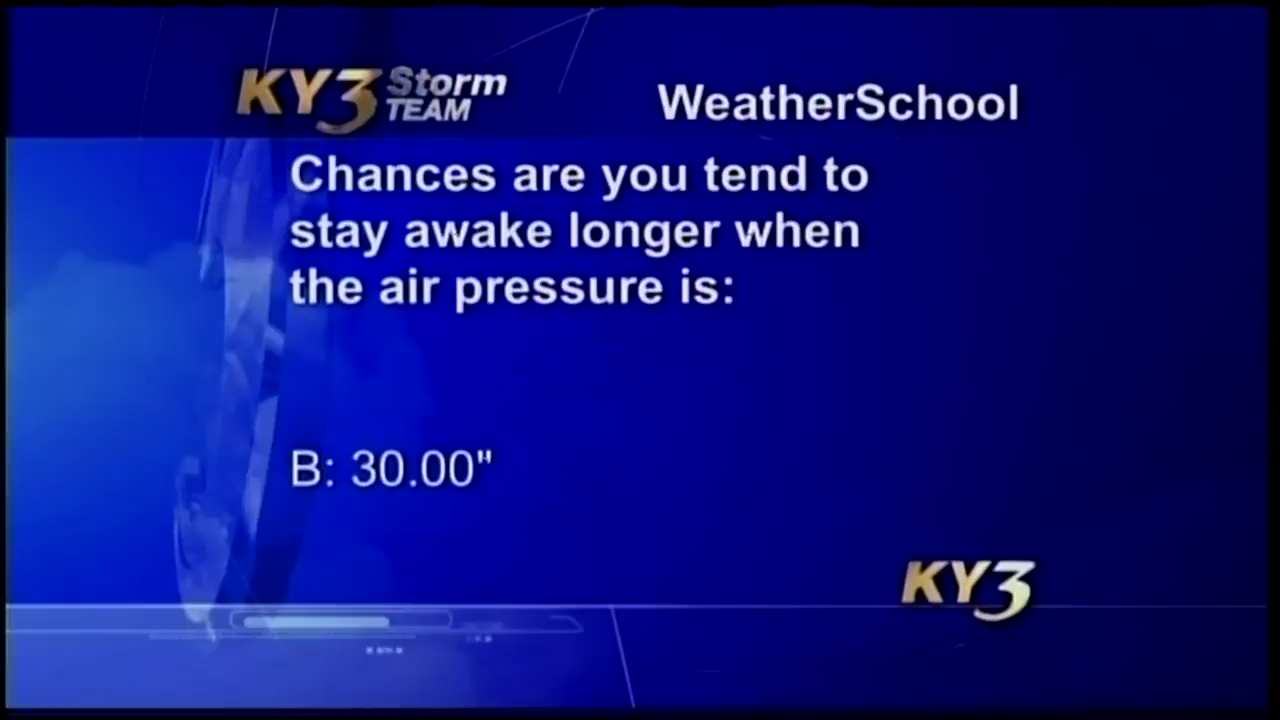 KY3 Storm TEAM
WeatherSchool
Chances are you tend to
stay awake longer when
the air pressure is:
B: 30.00"
KY3